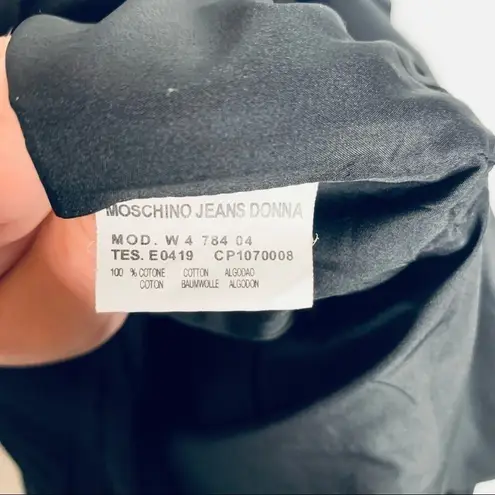 MOSCHINO JEANS DONNA
MOD. W 4 784 04
TES. E0419 CP1070008
100 % COTONE COTTON ALGODAO
COTON BAUMWOLLE ALGODON